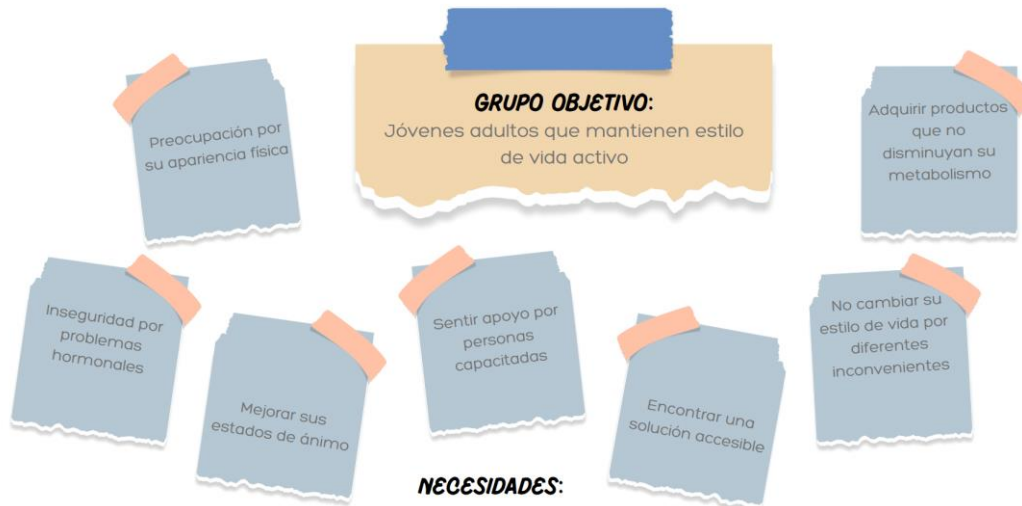 GRUPO OBJETIVO:
Jóvenes adultos que mantienen estilo
de vida activo
Preocupación por
su apariencia física
Adquirir productos
que no
disminuyan su
metabolismo
Inseguridad por
problemas
hormonales
Mejorar sus
estados de ánimo
Sentir apoyo por
personas
capacitadas
Encontrar una
solución accesible
No cambiar su
estilo de vida por
diferentes
inconvenientes
NECESIDADES: